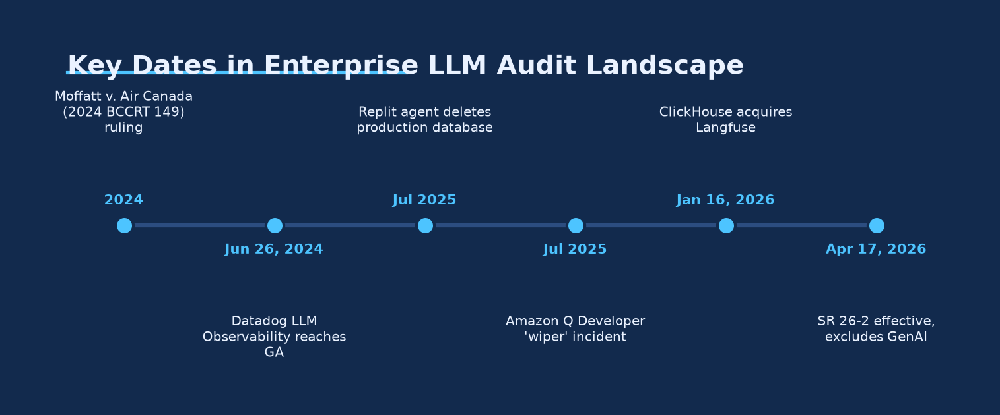 Key Dates in Enterprise LLM Audit Landscape
Moffatt v. Air Canada
(2024 BCCRT 149)
ruling
2024
Jun 26, 2024
Datadog LLM
Observability reaches
GA
Replit agent deletes
production database
Jul 2025
Jul 2025
Amazon Q Developer
'wiper' incident
ClickHouse acquires
Langfuse
Jan 16, 2026
Apr 17, 2026
SR 26-2 effective,
excludes GenAI